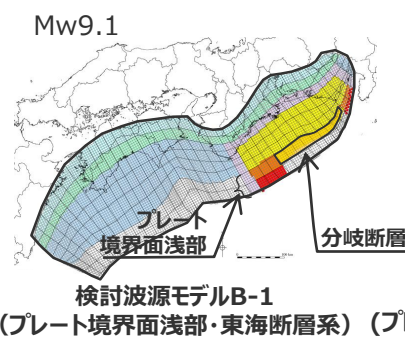 Mw9.1
プレート
境界面浅部
分岐断層
検討波源モデルB-1
(プレート境界面浅部・東海断層系) (プ